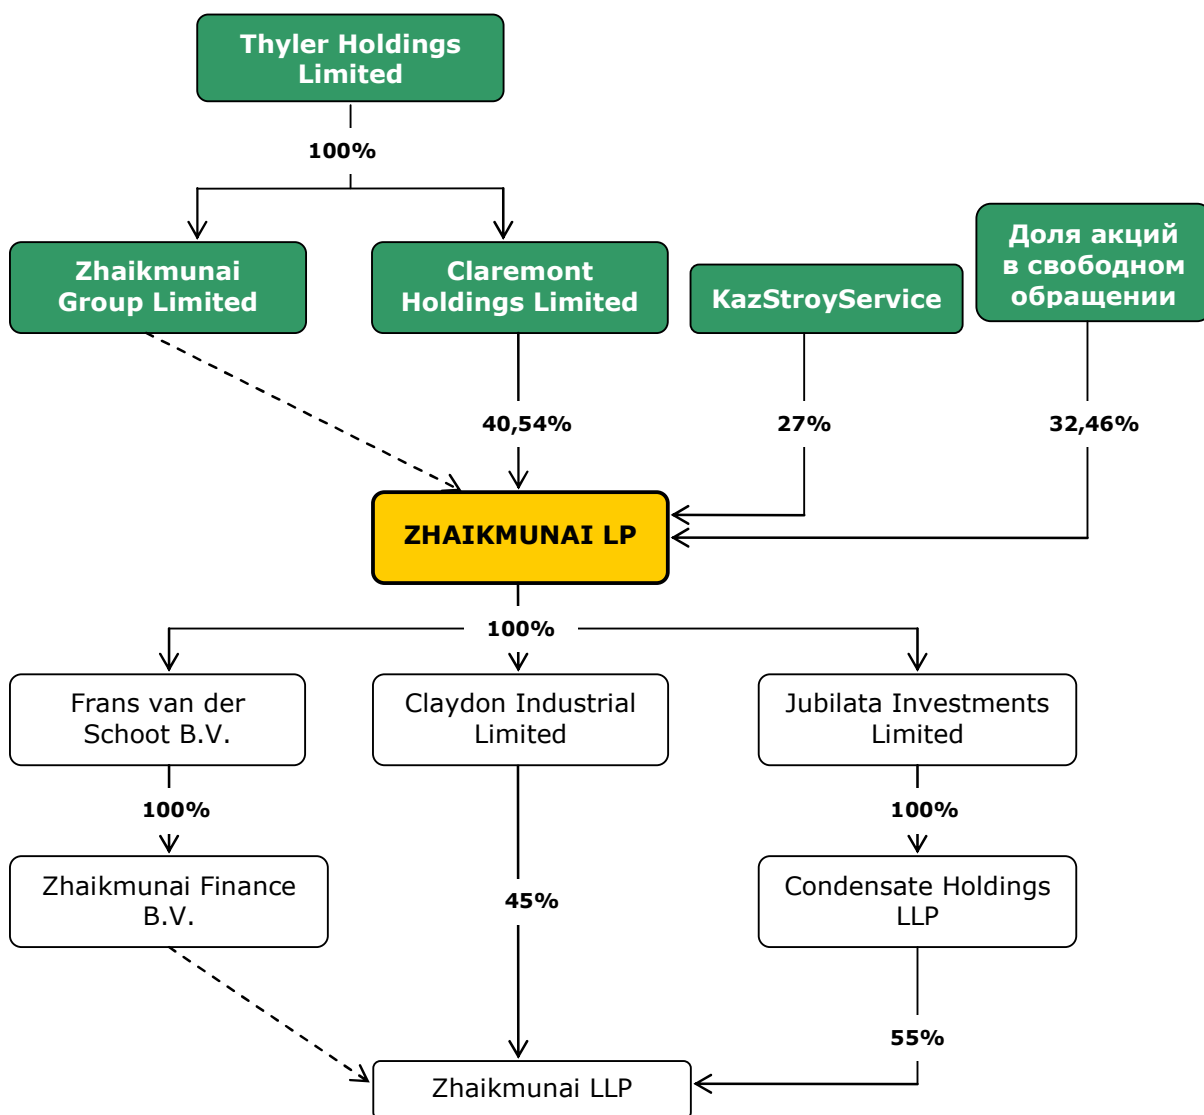 Thyler Holdings
Limited
100%
Zhaikmunai
Group Limited
Claremont
Holdings Limited
KazStroyService
Доля акций
в свободном
обращении
40,54%
27%
32,46%
ZHAIKMUNAI LP
100%
Frans van der
Schoot B.V.
Claydon Industrial
Limited
Jubilata Investments
Limited
100%
100%
Zhaikmunai Finance
B.V.
45%
Condensate Holdings
LLP
55%
Zhaikmunai LLP